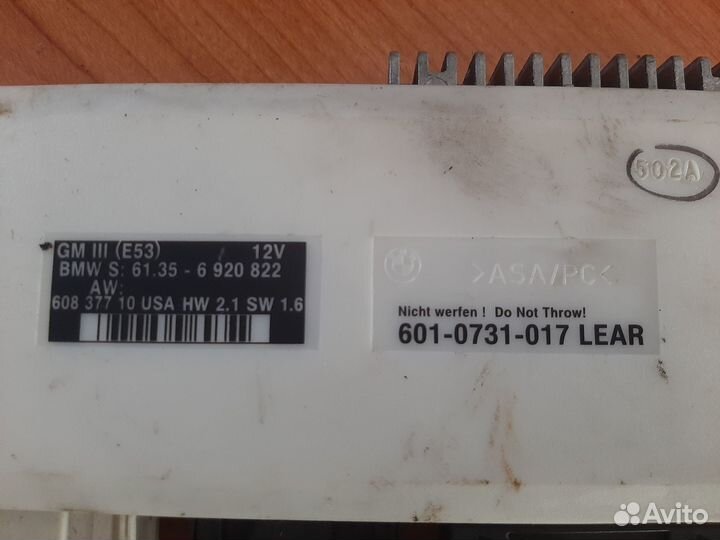 502A
GM III (E53) 12V
BMW S: 61.35 - 6 920 822
AW:
608 377 10 USA HW 2.1 SW 1.6
>ASA/PC<
Nicht werfen ! Do Not Throw!
601-0731-017 LEAR
Avito